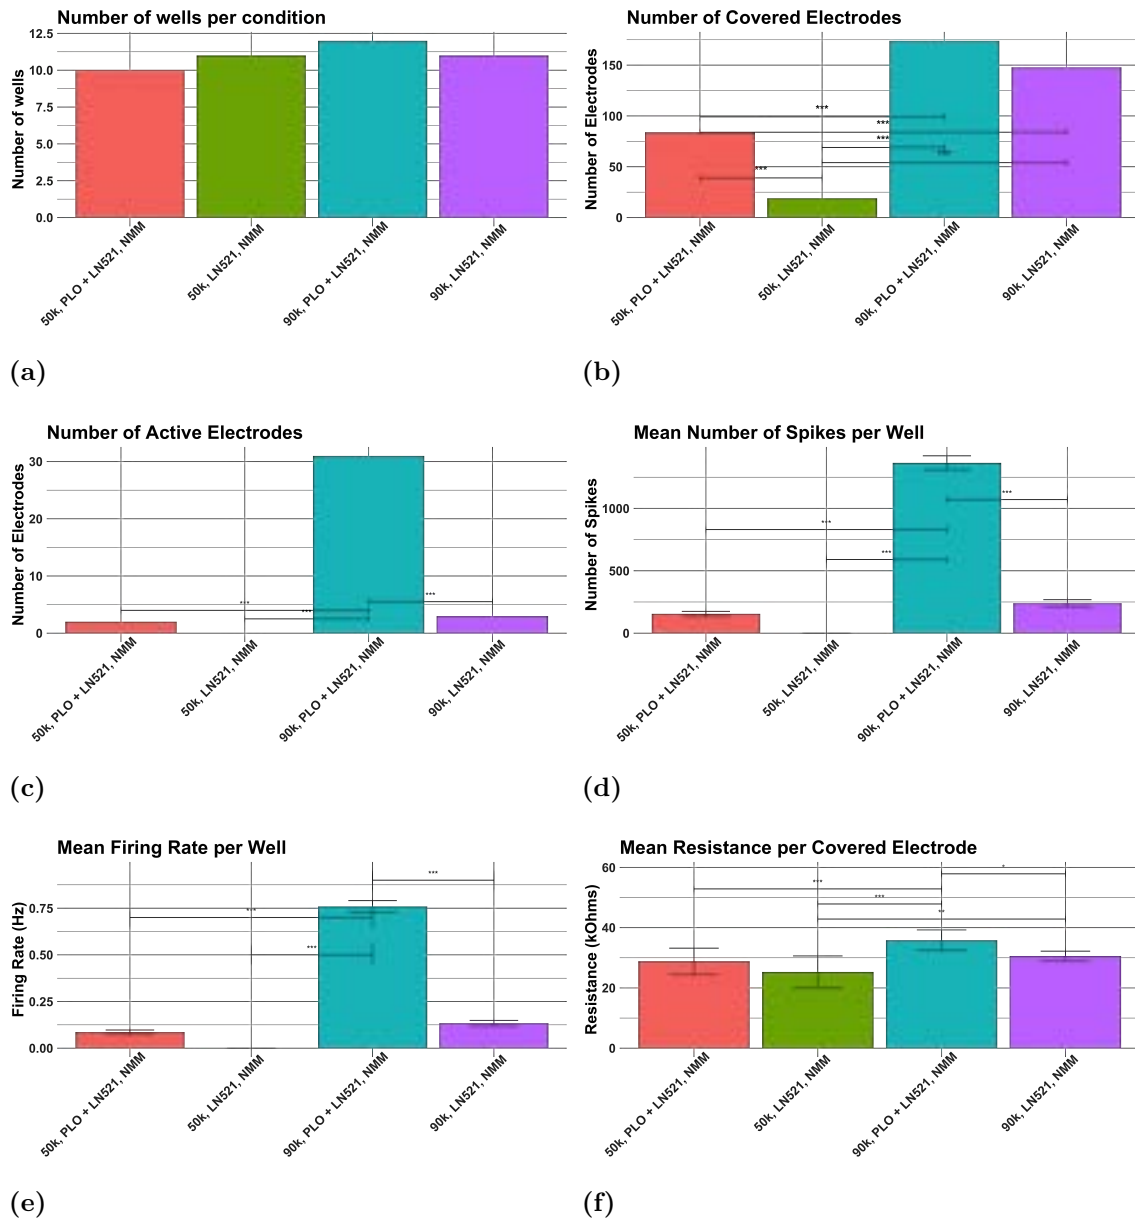 Number of wells per condition
Number of wells
12.5
10.0
7.5
5.0
2.5
0.0
50k, PLO + LN521, NMM
50k, LN521, NMM
90k, PLO + LN521, NMM
90k, LN521, NMM
(a)
Number of Covered Electrodes
Number of Electrodes
150
100
50
0
***
***
***
***
50k, PLO + LN521, NMM
50k, LN521, NMM
90k, PLO + LN521, NMM
90k, LN521, NMM
(b)
Number of Active Electrodes
Number of Electrodes
30
20
10
0
***
***
***
50k, PLO + LN521, NMM
50k, LN521, NMM
90k, PLO + LN521, NMM
90k, LN521, NMM
(c)
Mean Number of Spikes per Well
Number of Spikes
1000
500
0
***
***
***
50k, PLO + LN521, NMM
50k, LN521, NMM
90k, PLO + LN521, NMM
90k, LN521, NMM
(d)
Mean Firing Rate per Well
Firing Rate (Hz)
0.75
0.50
0.25
0.00
***
***
***
50k, PLO + LN521, NMM
50k, LN521, NMM
90k, PLO + LN521, NMM
90k, LN521, NMM
(e)
Mean Resistance per Covered Electrode
Resistance (kOhms)
60
40
20
0
*
***
***
**
50k, PLO + LN521, NMM
50k, LN521, NMM
90k, PLO + LN521, NMM
90k, LN521, NMM
(f)